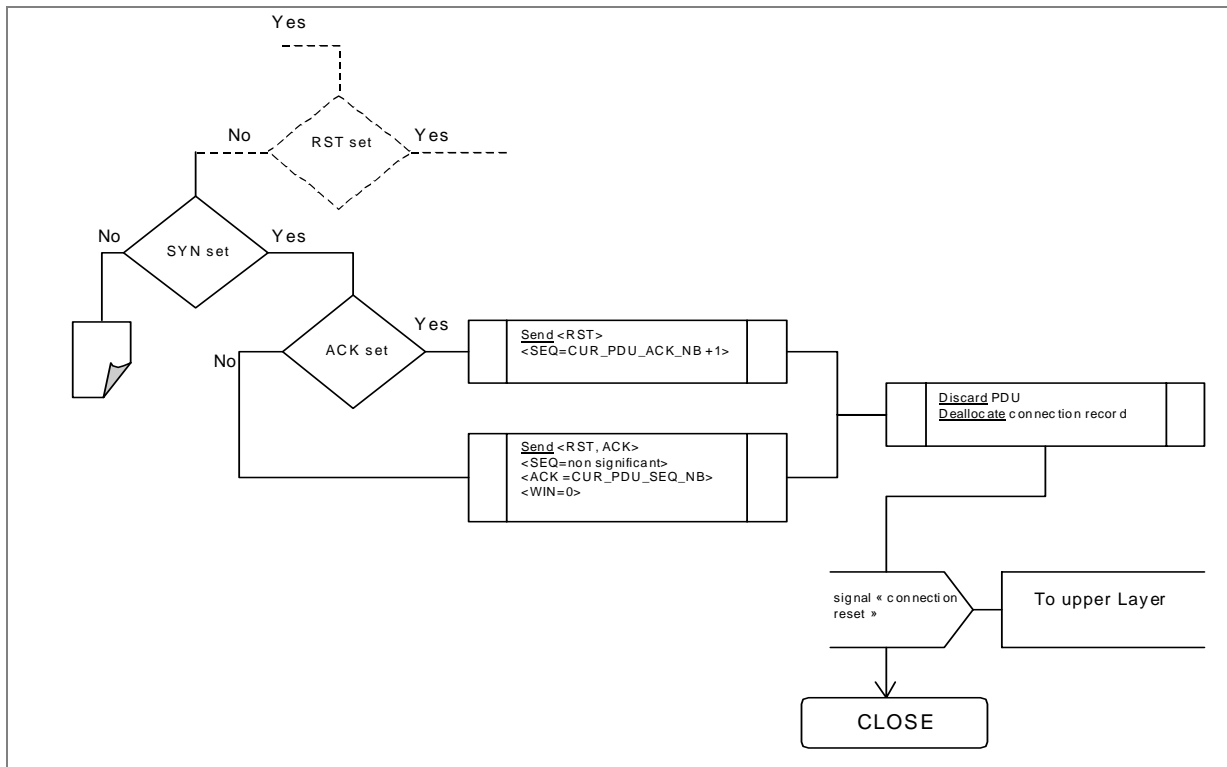 Yes
RST set
No
Yes
SYN set
No
Yes
ACK set
No
Yes
Send <RST>
<SEQ=CUR_PDU_ACK_NB +1>
Send <RST, ACK>
<SEQ=non significant>
<ACK =CUR_PDU_SEQ_NB>
<WIN=0>
Discard PDU
Deallocate connection record
signal « connection
reset »
To upper Layer
CLOSE